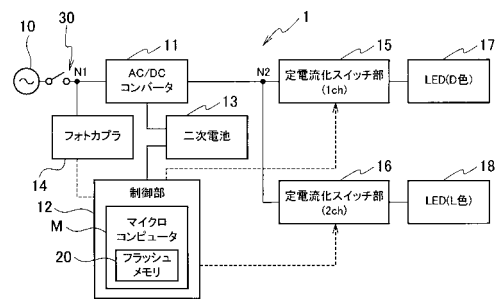 10
30
N1
11
AC/DC
コンバータ
1
N2
15
定電流化スイッチ部
(1ch)
17
LED(D色)
フォトカプラ
14
13
二次電池
12
制御部
M
マイクロ
コンピュータ
20
フラッシュ
メモリ
16
定電流化スイッチ部
(2ch)
18
LED(L色)